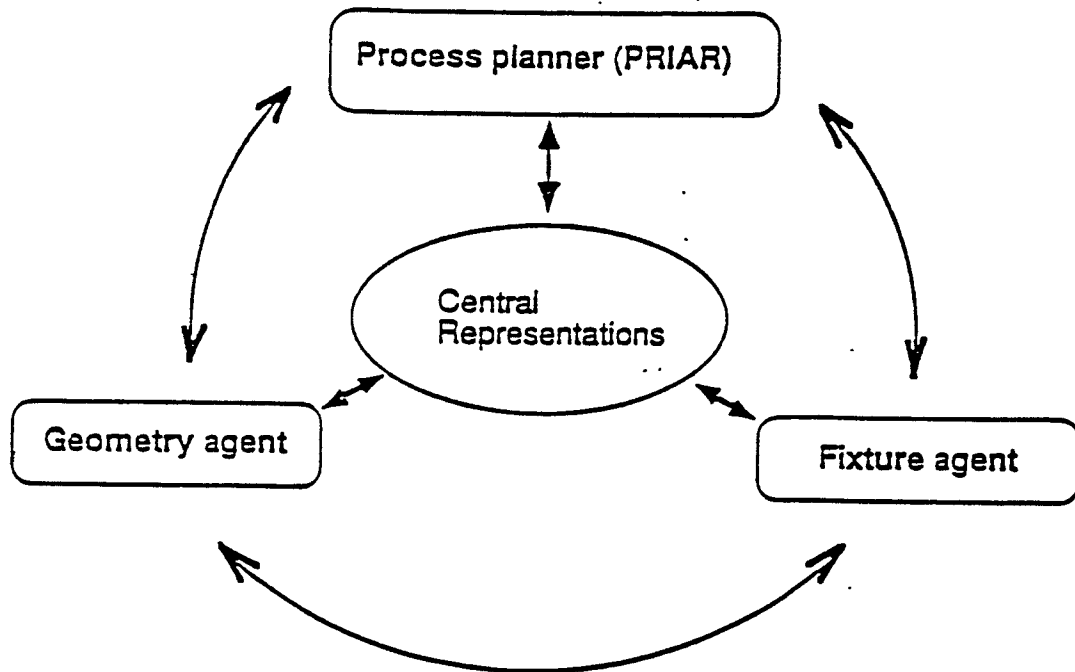 Process planner (PRIAR)
Central
Representations
Geometry agent
Fixture agent